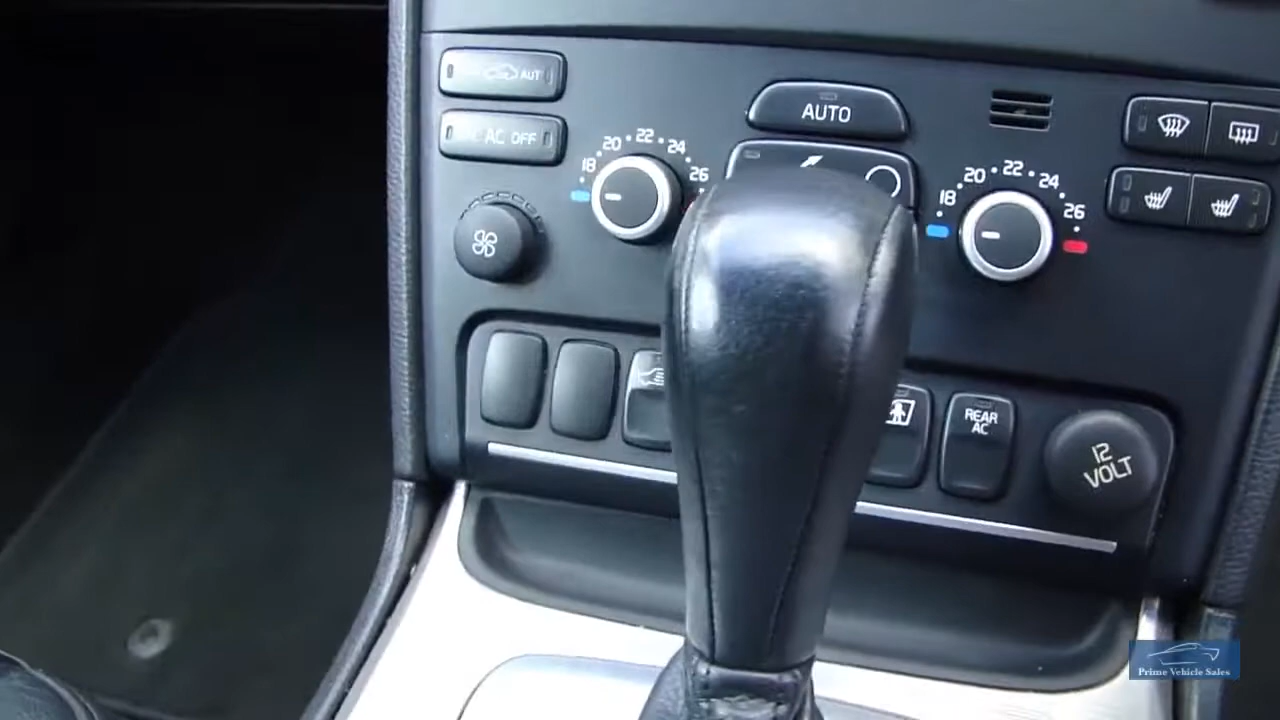 AUT
AC OFF
AUTO
18 20 22 24 26
18 20 22 24 26
REAR
AC
12
VOLT
Prime Vehicle Sales